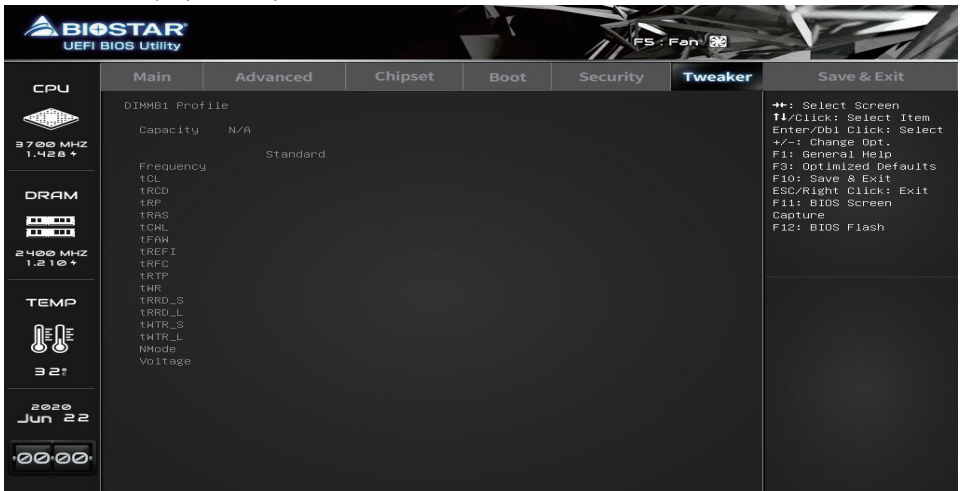 BIOSTAR®
UEFI BIOS Utility
F5 : Fan
Main Advanced Chipset Boot Security Tweaker Save & Exit
CPU
3700 MHZ
1.428 +
DRAM
2400 MHZ
1.210 +
TEMP
32
2020
Jun 22
00:00
DIMMB1 Profile
Capacity N/A
Standard
Frequency
tCL
tRCD
tRP
tRAS
tCWL
tFAW
tREFI
tRFC
tRTP
tWR
tRRD_S
tRRD_L
tWTR_S
tWTR_L
NMode
Voltage
→←: Select Screen
↑↓/Click: Select Item
Enter/Dbl Click: Select
+/-: Change Opt.
F1: General Help
F3: Optimized Defaults
F10: Save & Exit
ESC/Right Click: Exit
F11: BIOS Screen
Capture
F12: BIOS Flash